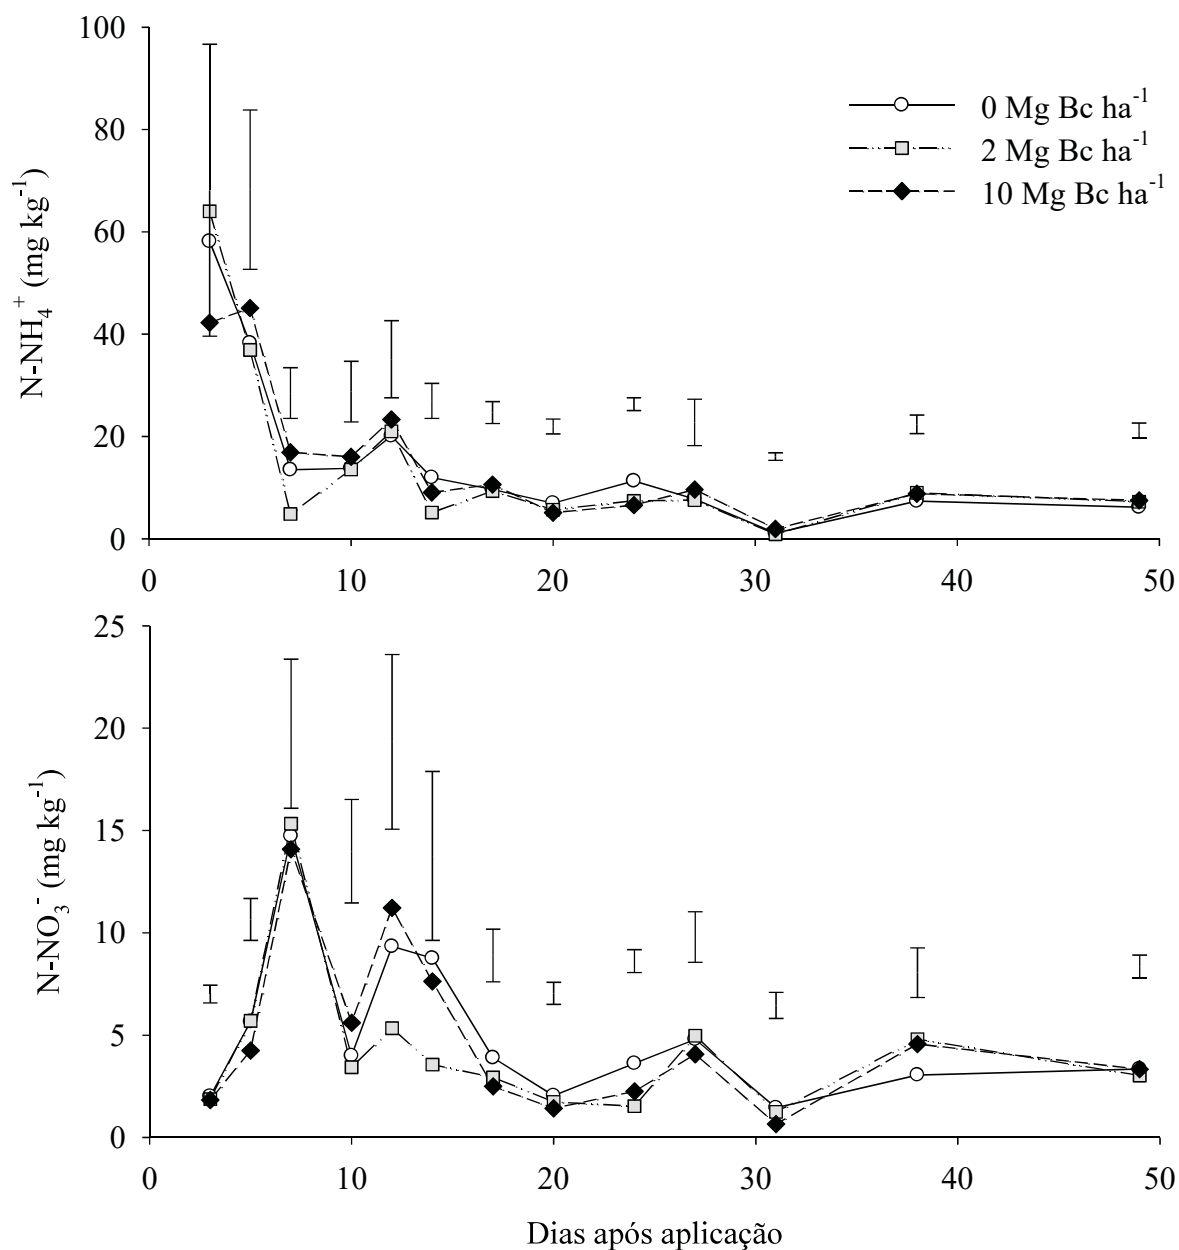 100
80
60
40
20
0
N-NH₄⁺ (mg kg⁻¹)
0 Mg Bc ha⁻¹
2 Mg Bc ha⁻¹
10 Mg Bc ha⁻¹
0 10 20 30 40 50
25
20
15
10
5
0
N-NO₃⁻ (mg kg⁻¹)
0 10 20 30 40 50
Dias após aplicação